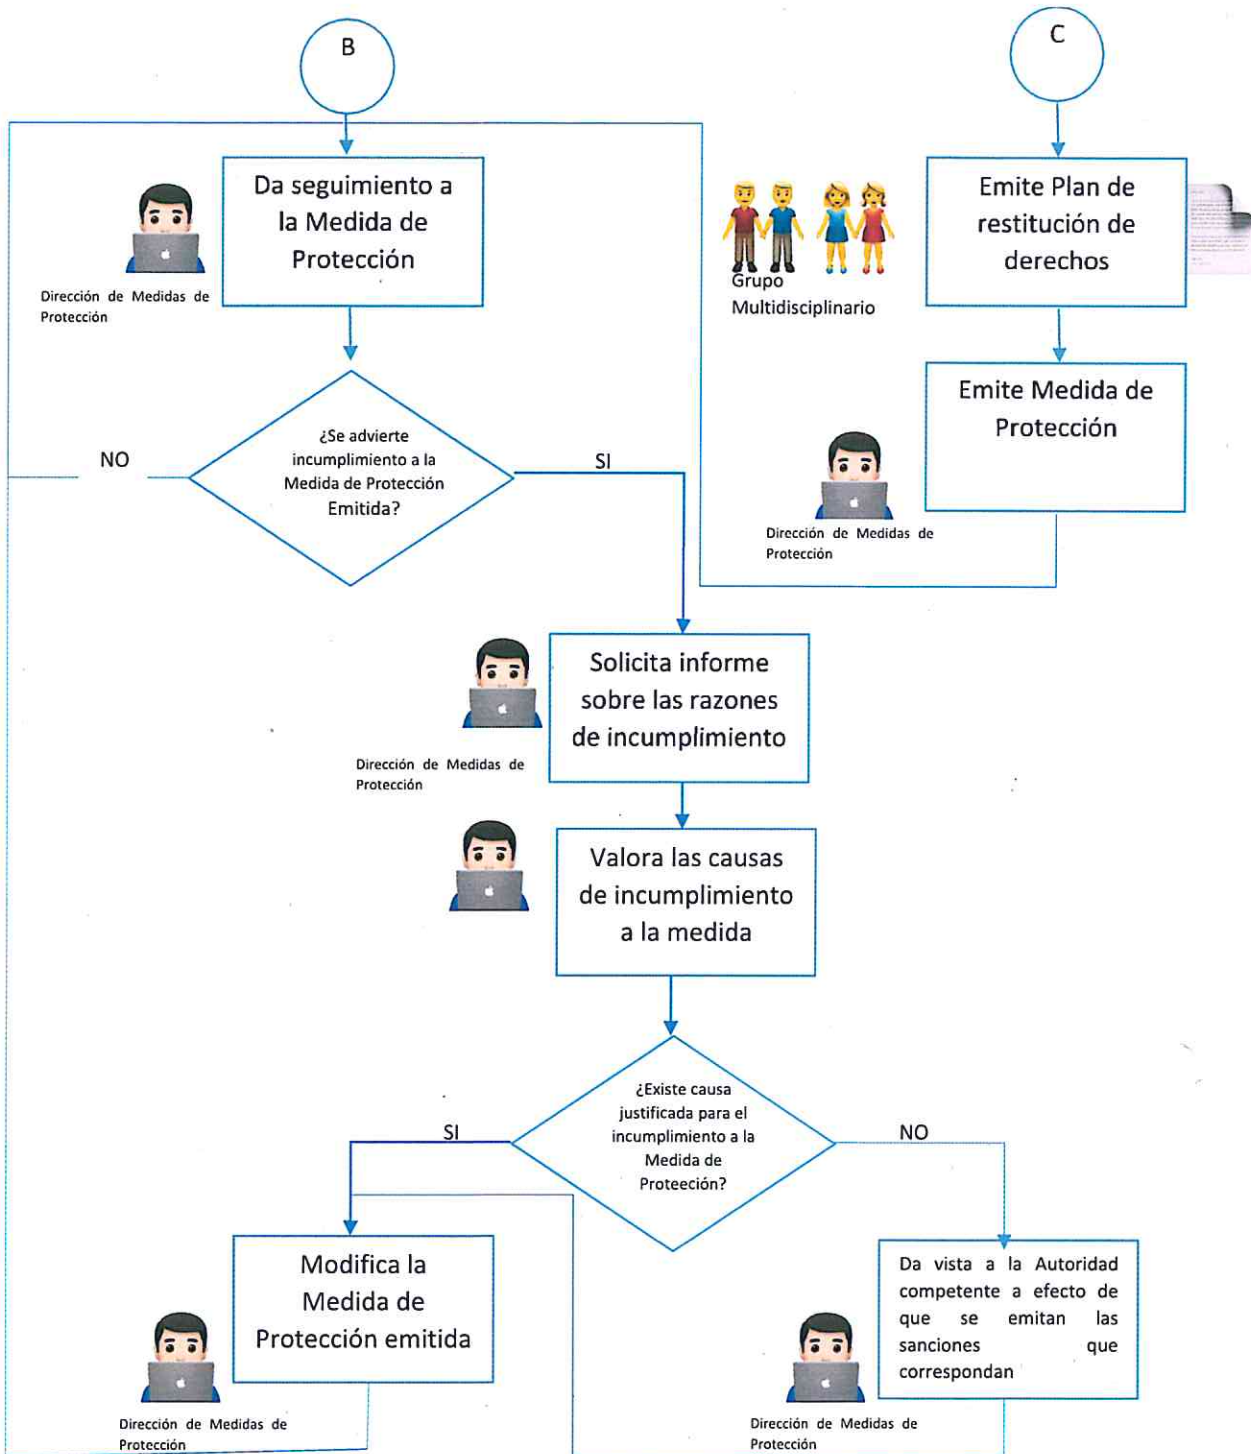 B
C
Da seguimiento a
la Medida de
Protección
Dirección de Medidas de
Protección
Grupo
Multidisciplinario
Emite Plan de
restitución de
derechos
Emite Medida de
Protección
Dirección de Medidas de
Protección
¿Se advierte
incumplimiento a la
Medida de Protección
Emitida?
NO
SI
Solicita informe
sobre las razones
de incumplimiento
Dirección de Medidas de
Protección
Valora las causas
de incumplimiento
a la medida
¿Existe causa
justificada para el
incumplimiento a la
Medida de
Proteeción?
SI
NO
Modifica la
Medida de
Protección emitida
Dirección de Medidas de
Protección
Da vista a la Autoridad
competente a efecto de
que se emitan las
sanciones que
correspondan
Dirección de Medidas de
Protección